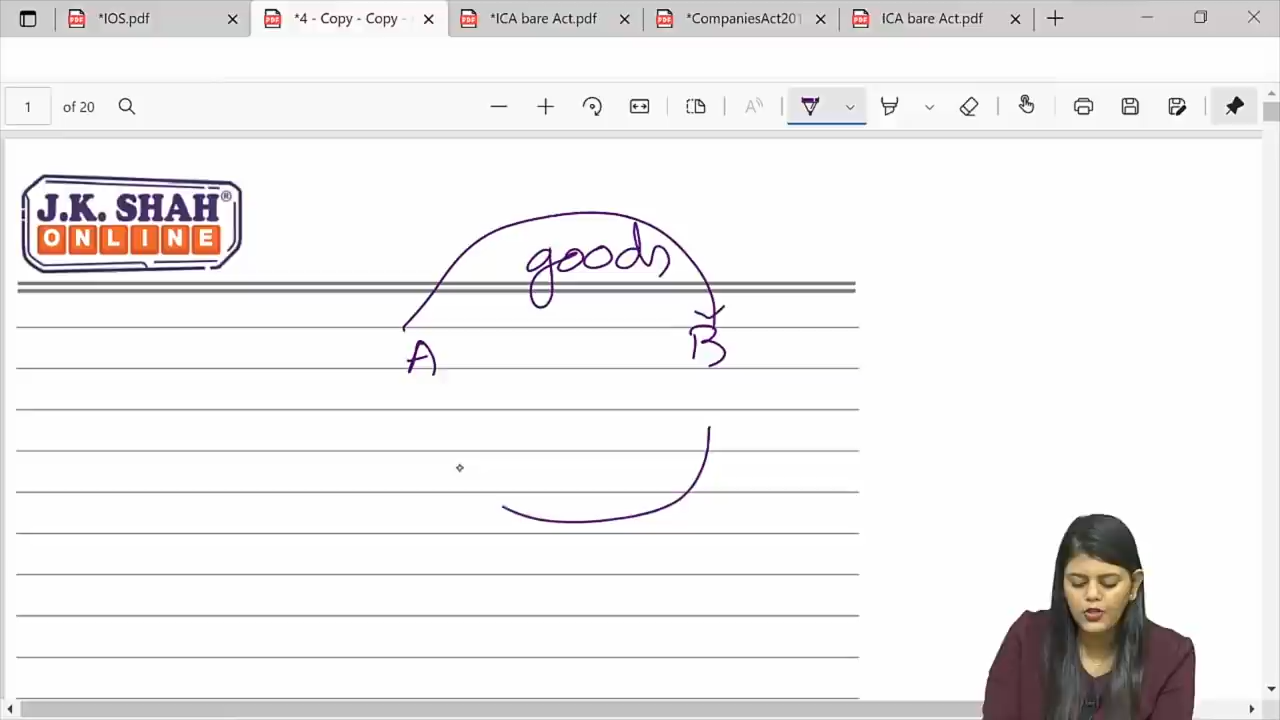 *IOS.pdf
*4 - Copy - Copy -
*ICA bare Act.pdf
*CompaniesAct201
ICA bare Act.pdf
1 of 20
J.K. SHAH®
ONLINE
goods
A
B